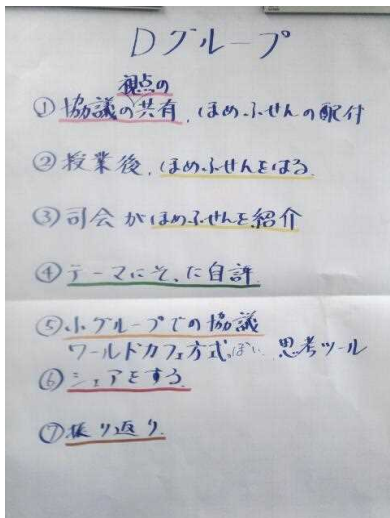 Dグループ
視点の
①協議の共有、ほめふせんの配付
②授業後、ほめふせんをはる
③司会がほめふせんを紹介
④テーマにそった自評
⑤小グループでの協議
ワールドカフェ方式っぽい 思考ツール
⑥シェアをする
⑦振り返り